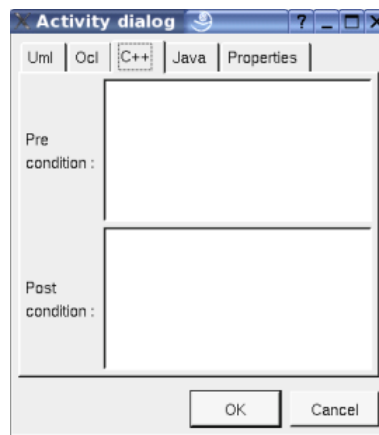 Activity dialog
Uml Ocl C++ Java Properties
Pre
condition :
Post
condition :
OK Cancel